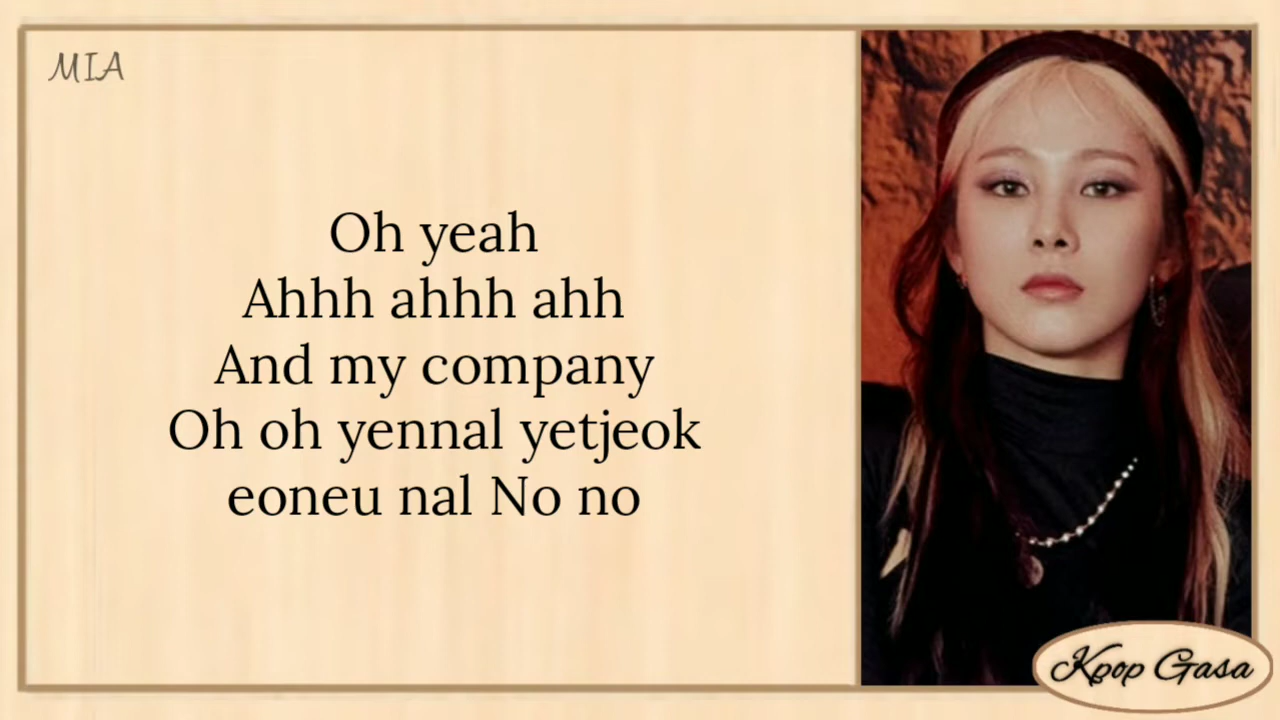 MIA
Oh yeah
Ahhh ahhh ahh
And my company
Oh oh yennal yetjeok
eoneu nal No no
Kpop Gasa